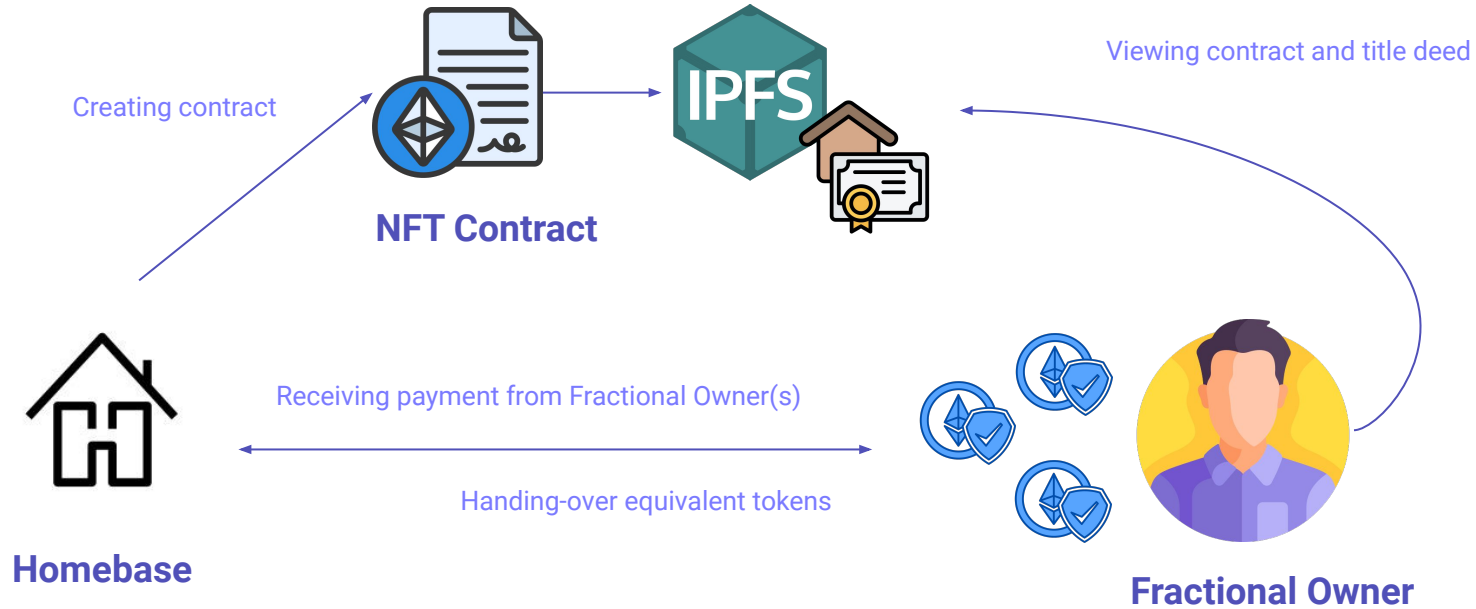 Viewing contract and title deed
Creating contract
IPFS
NFT Contract
Receiving payment from Fractional Owner(s)
Handing-over equivalent tokens
Homebase
Fractional Owner